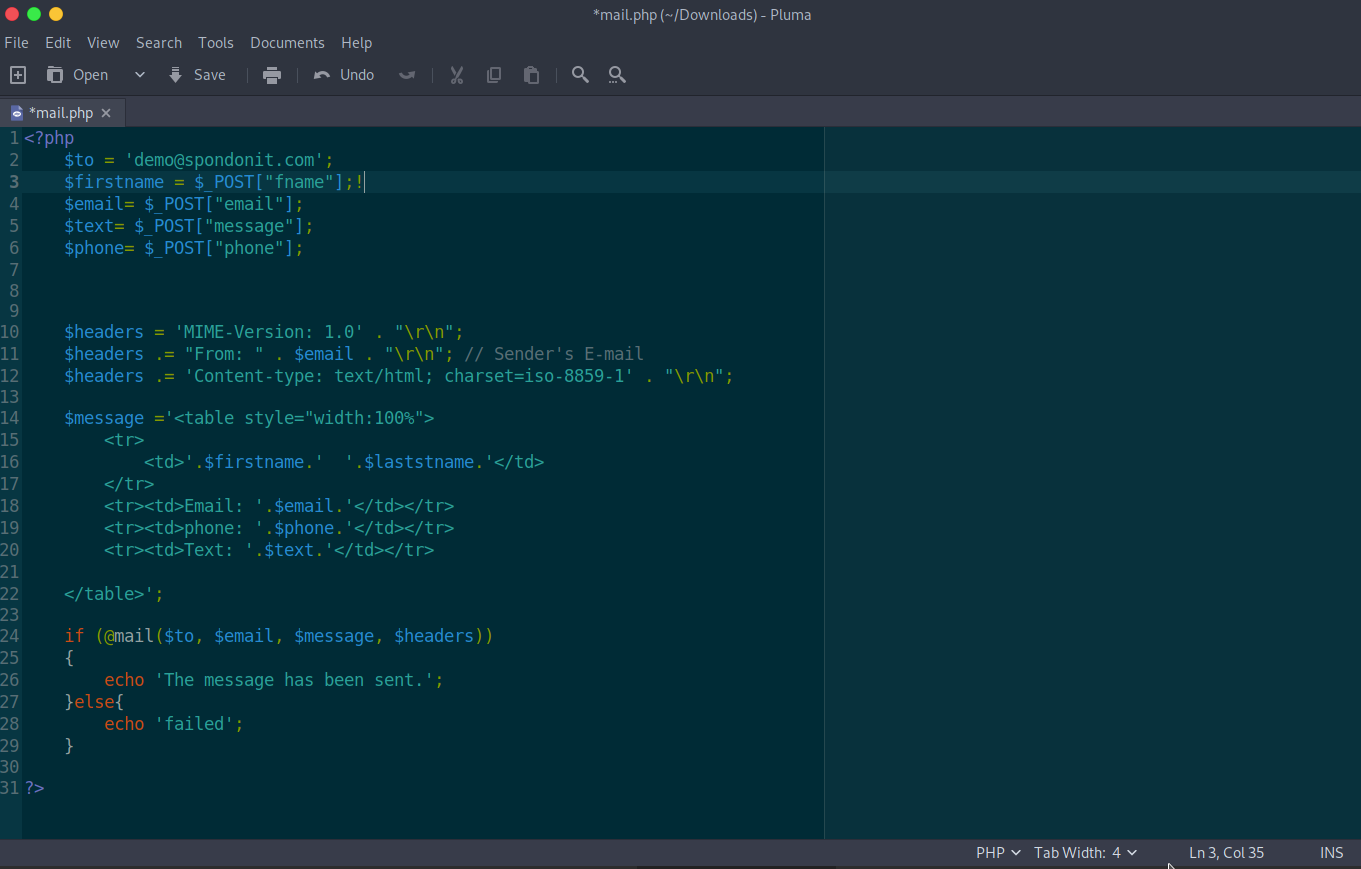 *mail.php (~/Downloads) - Pluma
File Edit View Search Tools Documents Help
Open Save Undo
*mail.php
1 <?php
2     $to = 'demo@spondonit.com';
3     $firstname = $_POST["fname"];!
4     $email= $_POST["email"];
5     $text= $_POST["message"];
6     $phone= $_POST["phone"];
7
8
9
10     $headers = 'MIME-Version: 1.0' . "\r\n";
11     $headers .= "From: " . $email . "\r\n"; // Sender's E-mail
12     $headers .= 'Content-type: text/html; charset=iso-8859-1' . "\r\n";
13
14     $message ='<table style="width:100%">
15         <tr>
16             <td>'.$firstname.'  '.$laststname.'</td>
17         </tr>
18         <tr><td>Email: '.$email.'</td></tr>
19         <tr><td>phone: '.$phone.'</td></tr>
20         <tr><td>Text: '.$text.'</td></tr>
21
22     </table>';
23
24     if (@mail($to, $email, $message, $headers))
25     {
26         echo 'The message has been sent.';
27     }else{
28         echo 'failed';
29     }
30
31 ?>
PHP Tab Width: 4 Ln 3, Col 35 INS